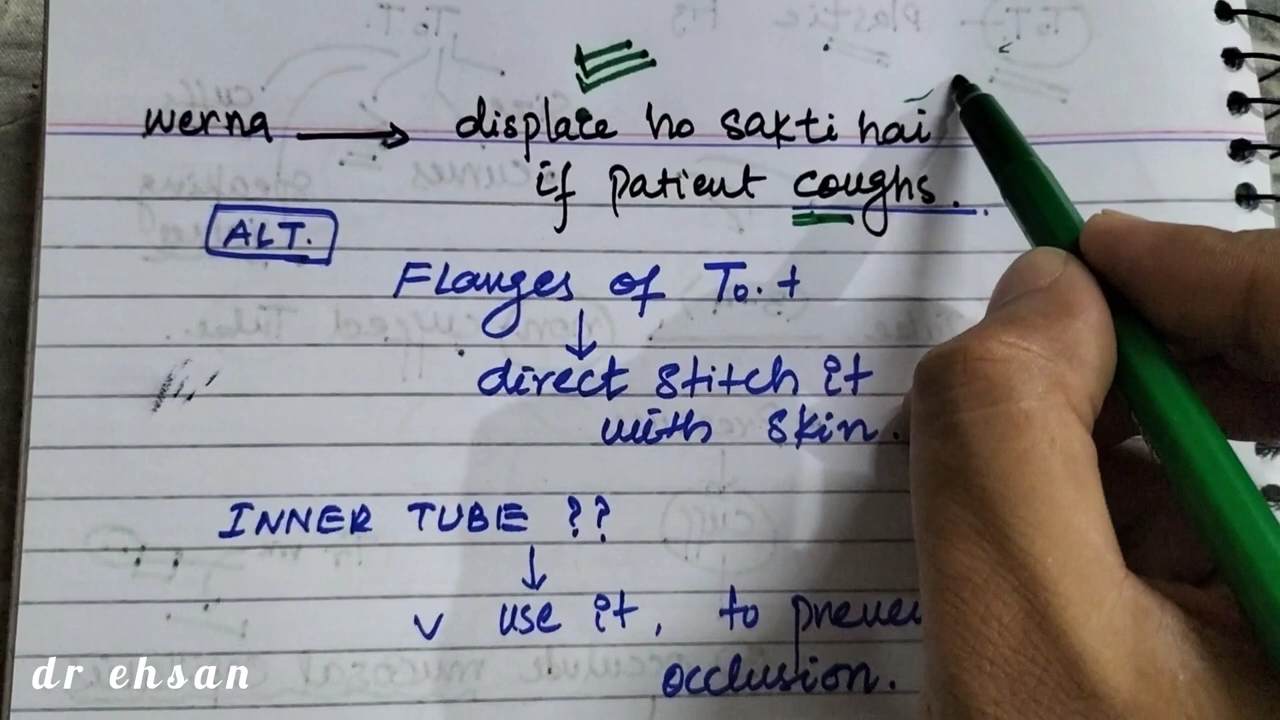 werna → displace ho sakti hai
if patient coughs.
ALT.
Flanges of To. +
↓
direct stitch it
with skin.
INNER TUBE ??
↓
use it, to
occlusion.
dr ehsan